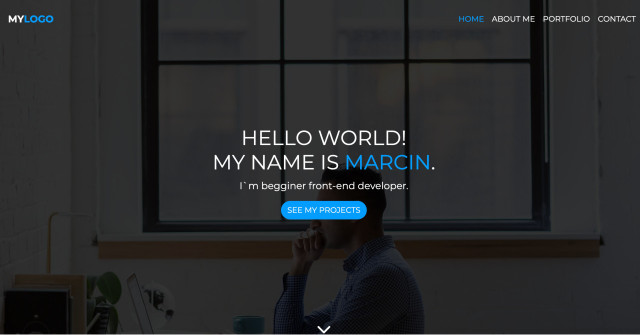 MYLOGO
HOME ABOUT ME PORTFOLIO CONTACT
HELLO WORLD!
MY NAME IS MARCIN.
I`m begginer front-end developer.
SEE MY PROJECTS